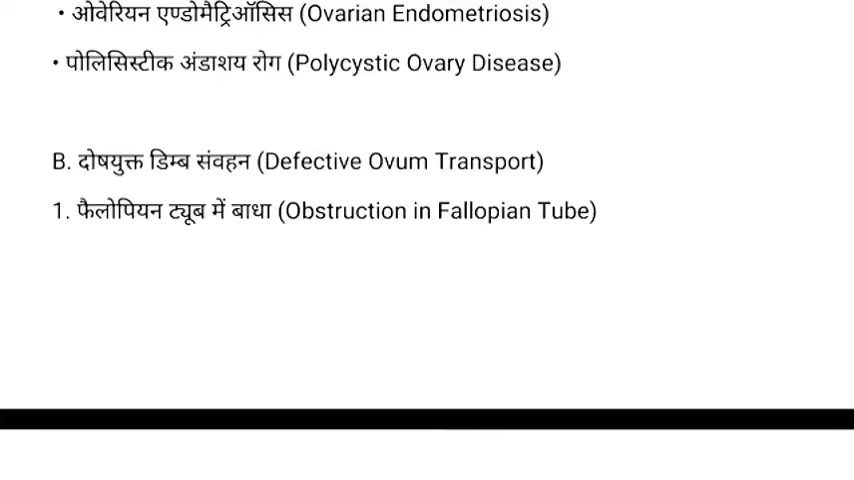 • ओवेरियन एण्डोमैट्रिऑसिस (Ovarian Endometriosis)
• पोलिसिस्टीक अंडाशय रोग (Polycystic Ovary Disease)
B. दोषयुक्त डिम्ब संवहन (Defective Ovum Transport)
1. फैलोपियन ट्यूब में बाधा (Obstruction in Fallopian Tube)